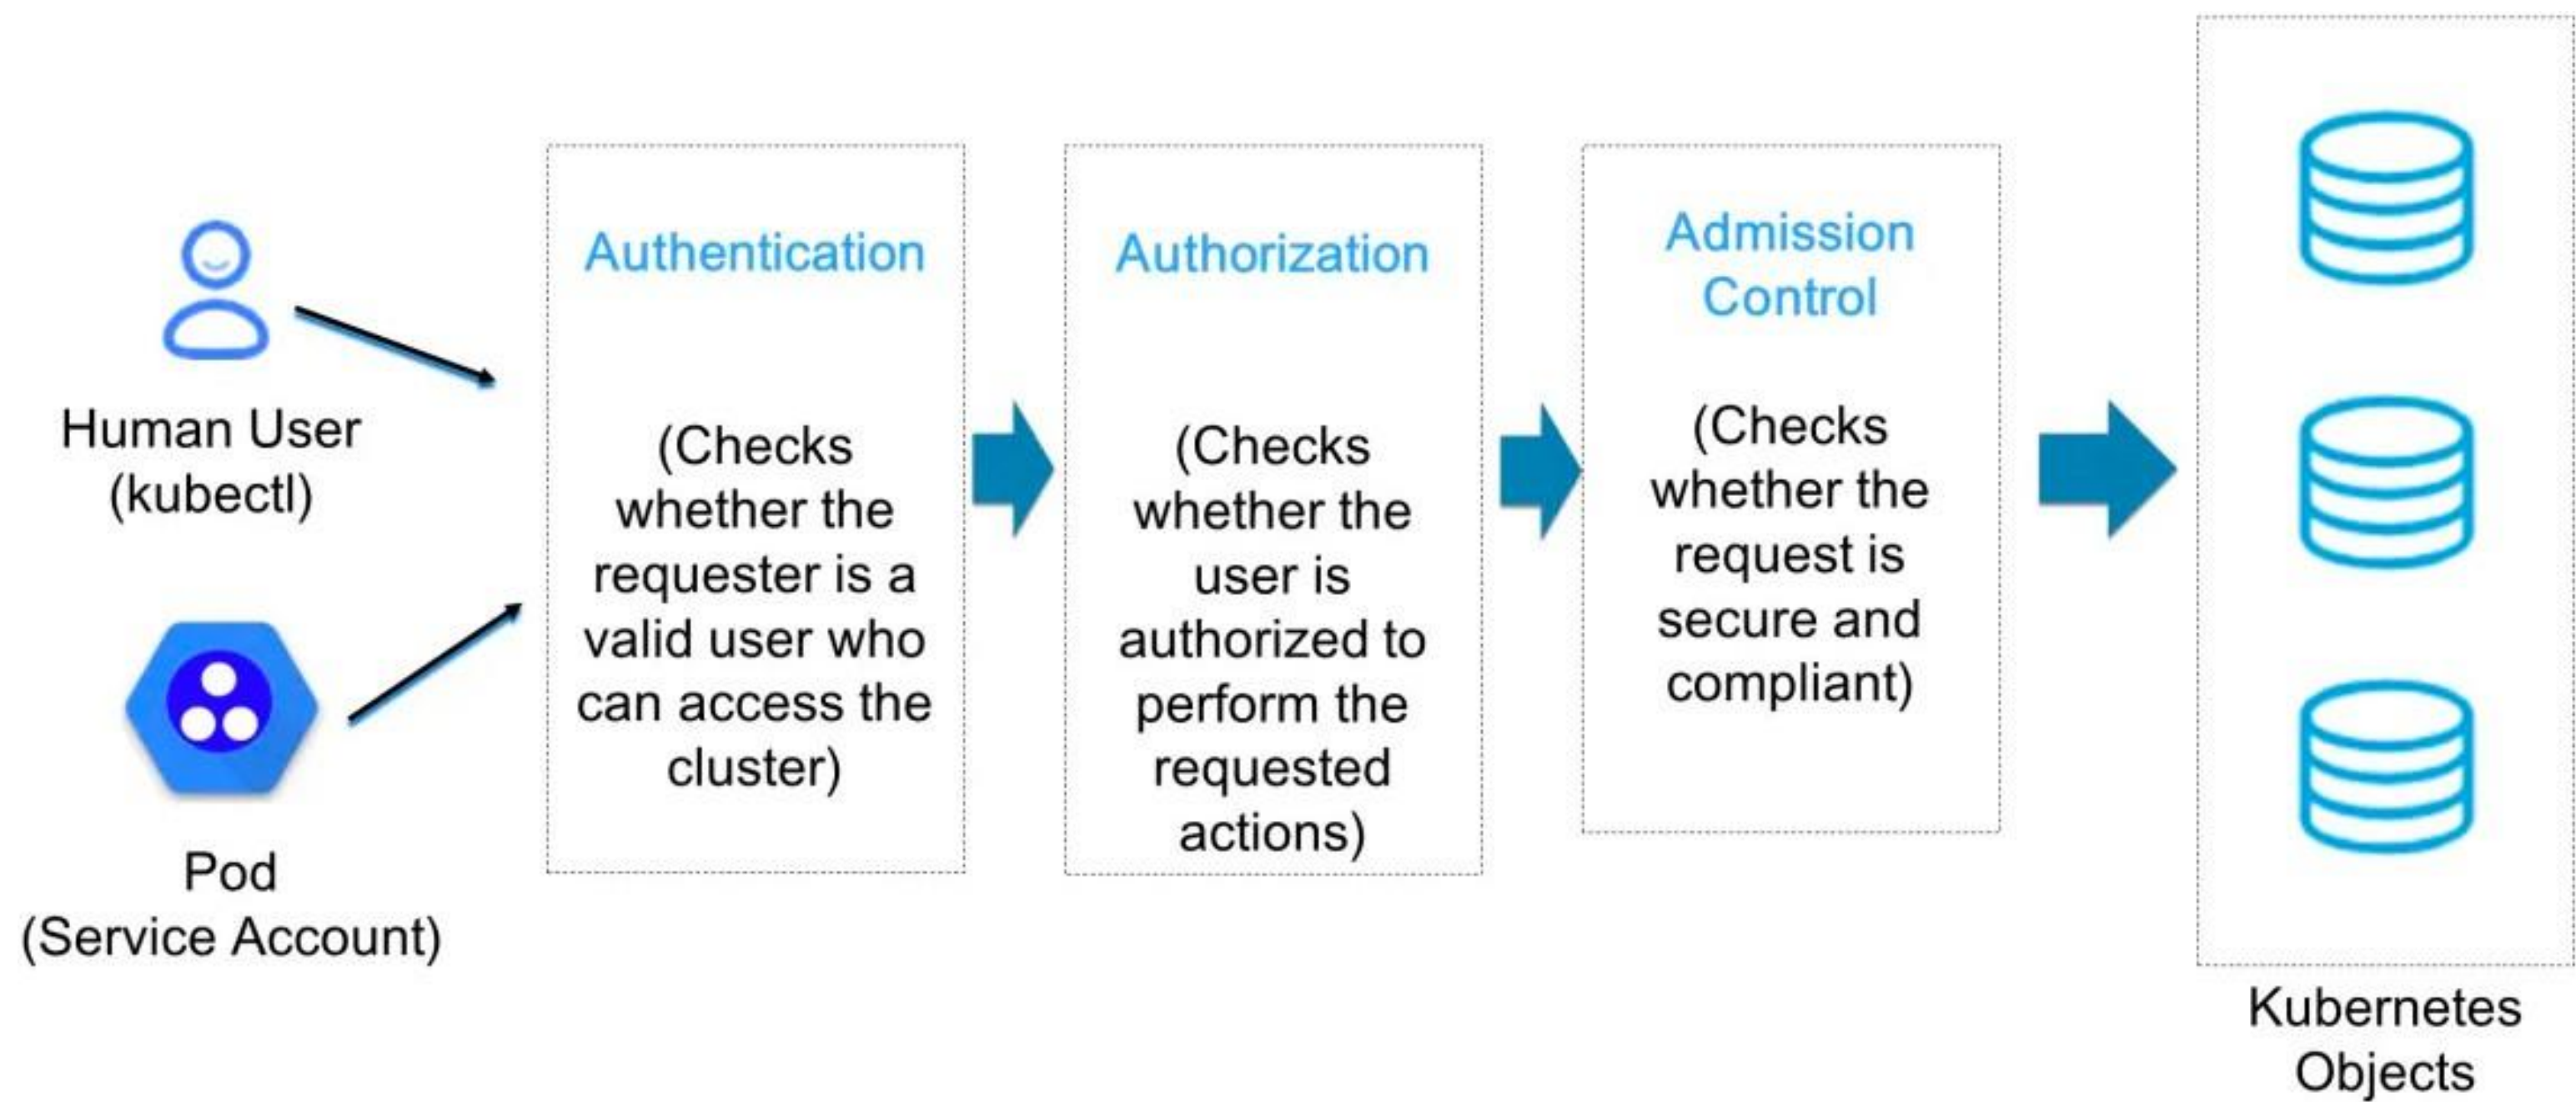 Human User
(kubectl)
Pod
(Service Account)
Authentication
(Checks
whether the
requester is a
valid user who
can access the
cluster)
Authorization
(Checks
whether the
user is
authorized to
perform the
requested
actions)
Admission
Control
(Checks
whether the
request is
secure and
compliant)
Kubernetes
Objects